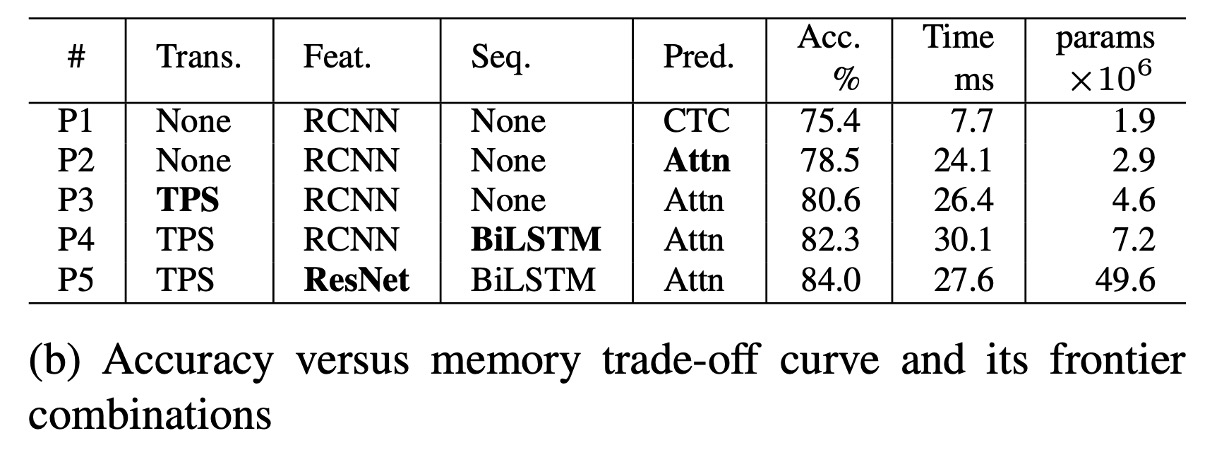 # Trans. Feat. Seq. Pred. Acc. % Time ms params ×10⁶
P1 None RCNN None CTC 75.4 7.7 1.9
P2 None RCNN None Attn 78.5 24.1 2.9
P3 TPS RCNN None Attn 80.6 26.4 4.6
P4 TPS RCNN BiLSTM Attn 82.3 30.1 7.2
P5 TPS ResNet BiLSTM Attn 84.0 27.6 49.6
(b) Accuracy versus memory trade-off curve and its frontier
combinations